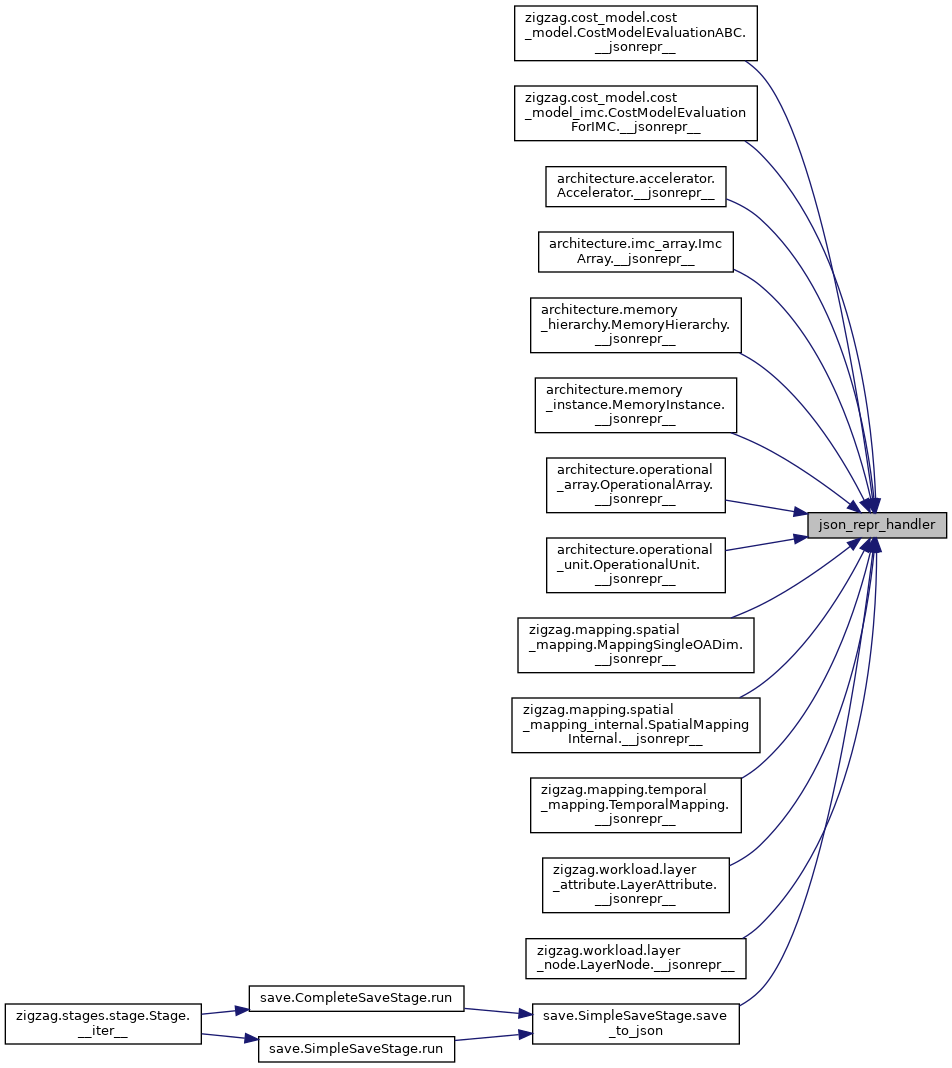 zigzag.cost_model.cost
_model.CostModelEvaluationABC.
__jsonrepr__
zigzag.cost_model.cost
_model_imc.CostModelEvaluation
ForIMC.__jsonrepr__
architecture.accelerator.
Accelerator.__jsonrepr__
architecture.imc_array.Imc
Array.__jsonrepr__
architecture.memory
_hierarchy.MemoryHierarchy.
__jsonrepr__
architecture.memory
_instance.MemoryInstance.
__jsonrepr__
architecture.operational
_array.OperationalArray.
__jsonrepr__
json_repr_handler
architecture.operational
_unit.OperationalUnit.
__jsonrepr__
zigzag.mapping.spatial
_mapping.MappingSingleOADim.
__jsonrepr__
zigzag.mapping.spatial
_mapping_internal.SpatialMapping
Internal.__jsonrepr__
zigzag.mapping.temporal
_mapping.TemporalMapping.
__jsonrepr__
zigzag.workload.layer
_attribute.LayerAttribute.
__jsonrepr__
zigzag.workload.layer
_node.LayerNode.__jsonrepr__
save.CompleteSaveStage.run
zigzag.stages.stage.Stage.
__iter__
save.SimpleSaveStage.save
_to_json
save.SimpleSaveStage.run